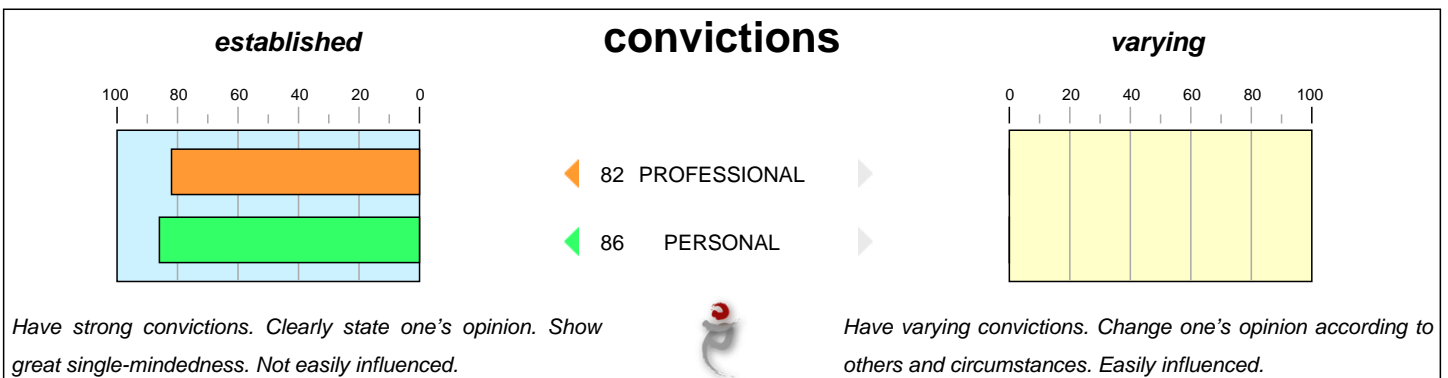 established convictions varying
100 80 60 40 20 0 0 20 40 60 80 100
82 PROFESSIONAL
86 PERSONAL
Have strong convictions. Clearly state one's opinion. Show
great single-mindedness. Not easily influenced.
Have varying convictions. Change one's opinion according to
others and circumstances. Easily influenced.